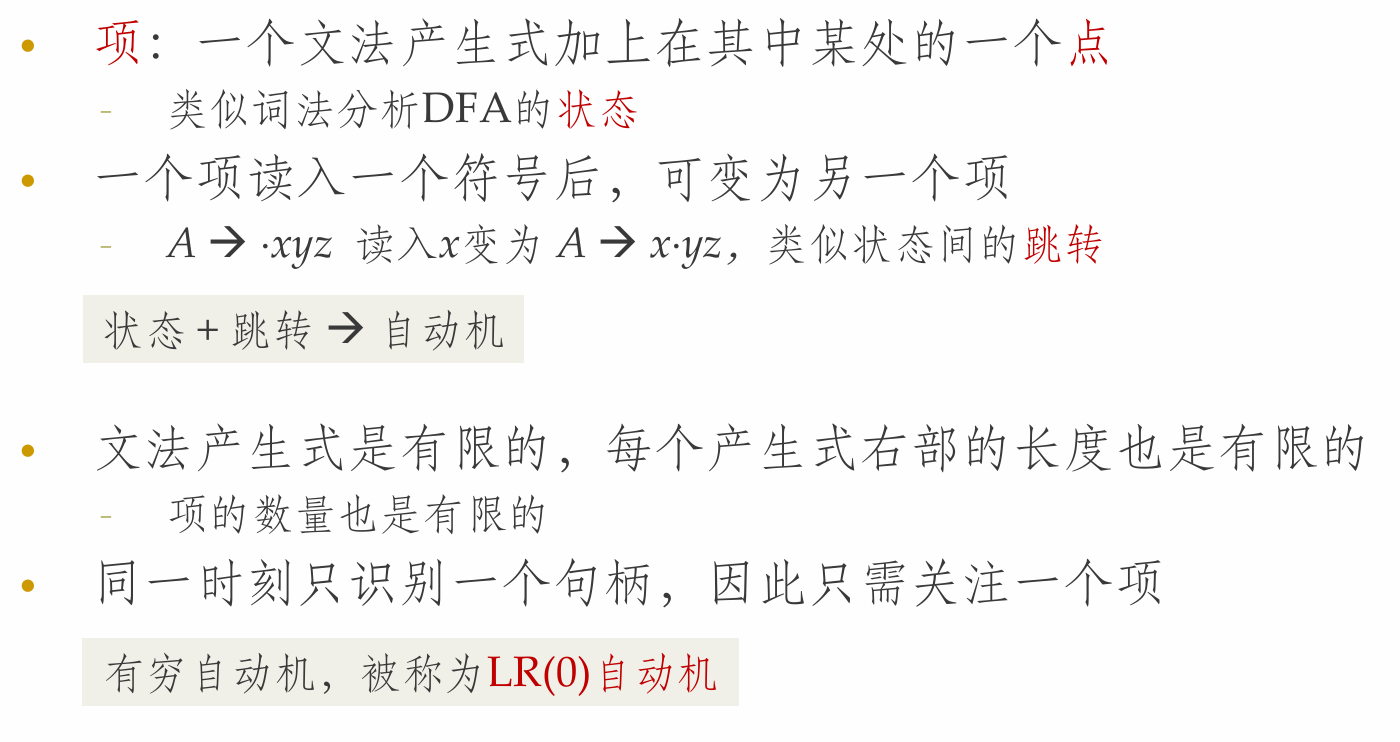 • 项：一个文法产生式加上在其中某处的一个点
- 类似词法分析DFA的状态
• 一个项读入一个符号后，可变为另一个项
- A → ·xyz 读入x变为 A → x·yz，类似状态间的跳转
状态 + 跳转 → 自动机
• 文法产生式是有限的，每个产生式右部的长度也是有限的
- 项的数量也是有限的
• 同一时刻只识别一个句柄，因此只需关注一个项
有穷自动机，被称为LR(0)自动机